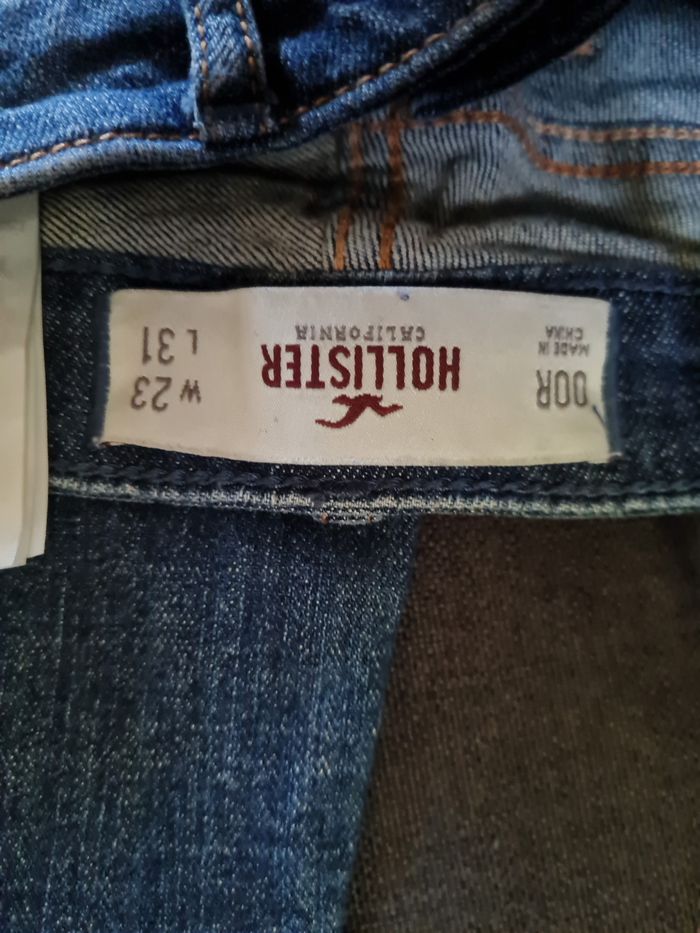 00R
MADE IN
CHINA
HOLLISTER
CALIFORNIA
W 23
L 31